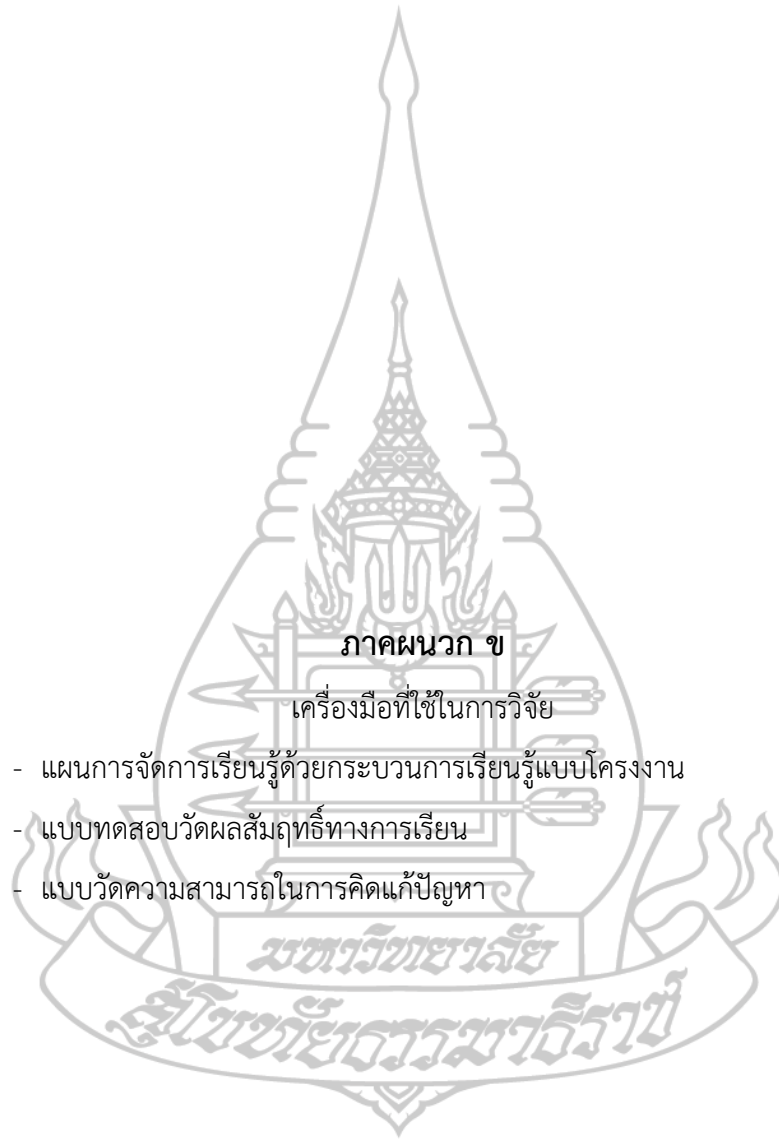 ภาคผนวก ข
เครื่องมือที่ใช้ในการวิจัย
- แผนการจัดการเรียนรู้ด้วยกระบวนการเรียนรู้แบบโครงงาน
- แบบทดสอบวัดผลสัมฤทธิ์ทางการเรียน
- แบบวัดความสามารถในการคิดแก้ปัญหา
มหาวิทยาลัย
สุโขทัยธรรมาธิราช